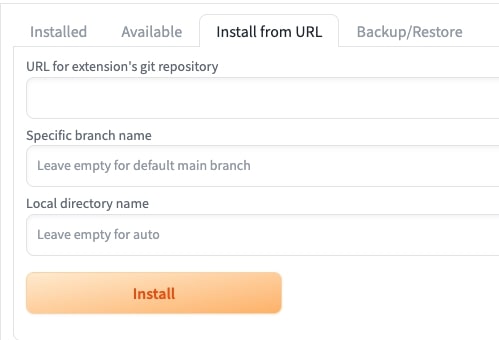 Installed Available Install from URL Backup/Restore
URL for extension's git repository
Specific branch name
Leave empty for default main branch
Local directory name
Leave empty for auto
Install